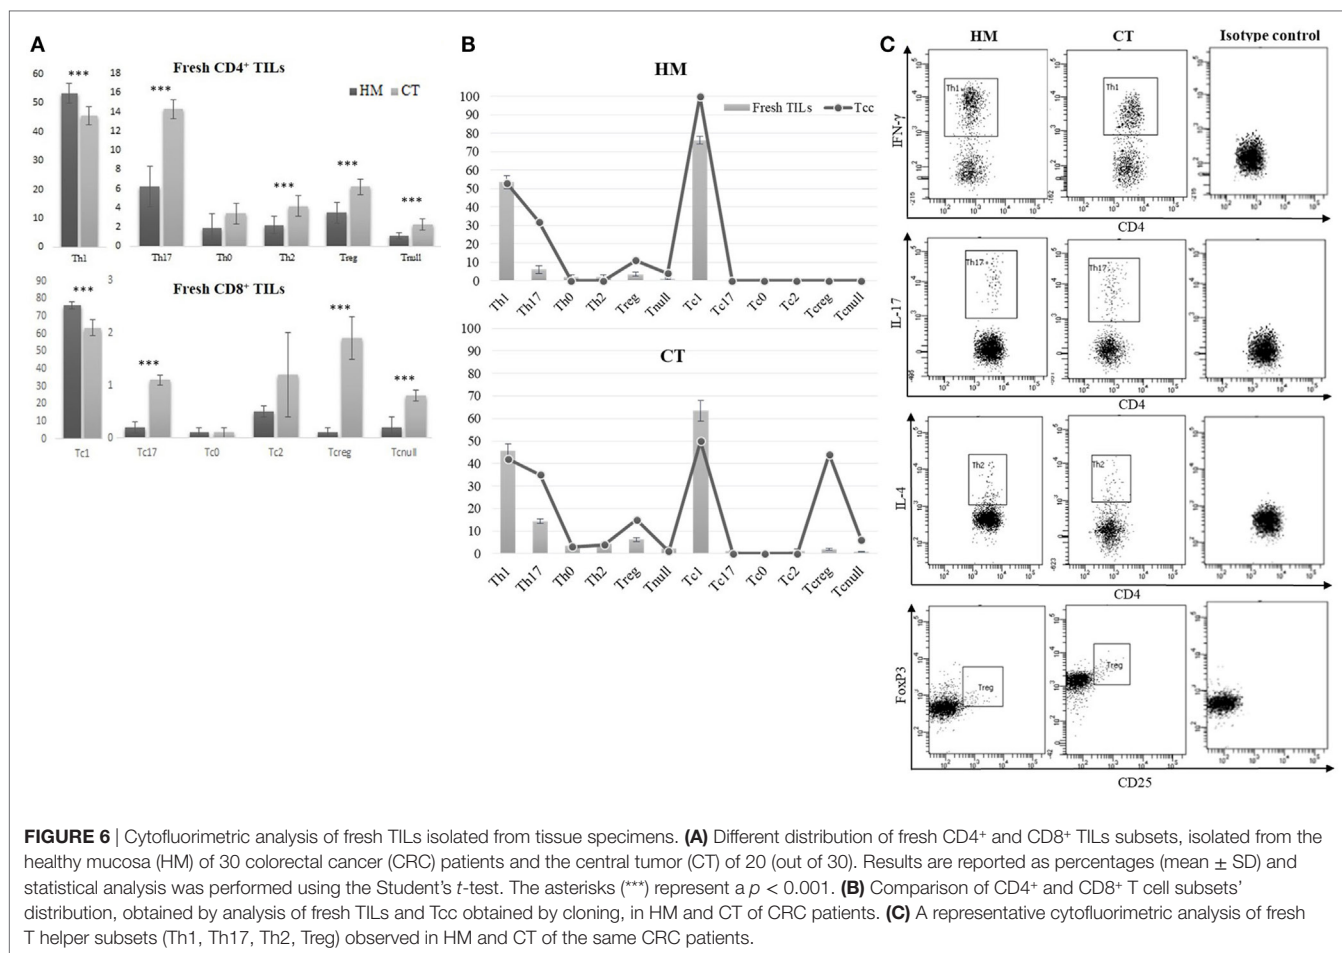 A
Fresh CD4⁺ TILs
HM CT
60
50
40
30
20
10
0
18
16
14
12
10
8
6
4
2
0
***
***
***
***
***
Th1 Th17 Th0 Th2 Treg Tnull
Fresh CD8⁺ TILs
90
80
70
60
50
40
30
20
10
0
3
2
1
0
***
***
***
***
Tc1 Tc17 Tc0 Tc2 Tcreg Tcnull
B
HM
Fresh TILs Tcc
100
90
80
70
60
50
40
30
20
10
0
Th1 Th17 Th0 Th2 Treg Tnull Tc1 Tc17 Tc0 Tc2 Tcreg Tcnull
CT
100
90
80
70
60
50
40
30
20
10
0
Th1 Th17 Th0 Th2 Treg Tnull Tc1 Tc17 Tc0 Tc2 Tcreg Tcnull
C
HM CT Isotype control
IFN-γ
Th1
Th1
CD4
IL-17
Th17
Th17
CD4
IL-4
Th2
Th2
CD4
FoxP3
Treg
Treg
CD25
FIGURE 6 | Cytofluorimetric analysis of fresh TILs isolated from tissue specimens. (A) Different distribution of fresh CD4⁺ and CD8⁺ TILs subsets, isolated from the
healthy mucosa (HM) of 30 colorectal cancer (CRC) patients and the central tumor (CT) of 20 (out of 30). Results are reported as percentages (mean ± SD) and
statistical analysis was performed using the Student’s t-test. The asterisks (***) represent a p < 0.001. (B) Comparison of CD4⁺ and CD8⁺ T cell subsets’
distribution, obtained by analysis of fresh TILs and Tcc obtained by cloning, in HM and CT of CRC patients. (C) A representative cytofluorimetric analysis of fresh
T helper subsets (Th1, Th17, Th2, Treg) observed in HM and CT of the same CRC patients.